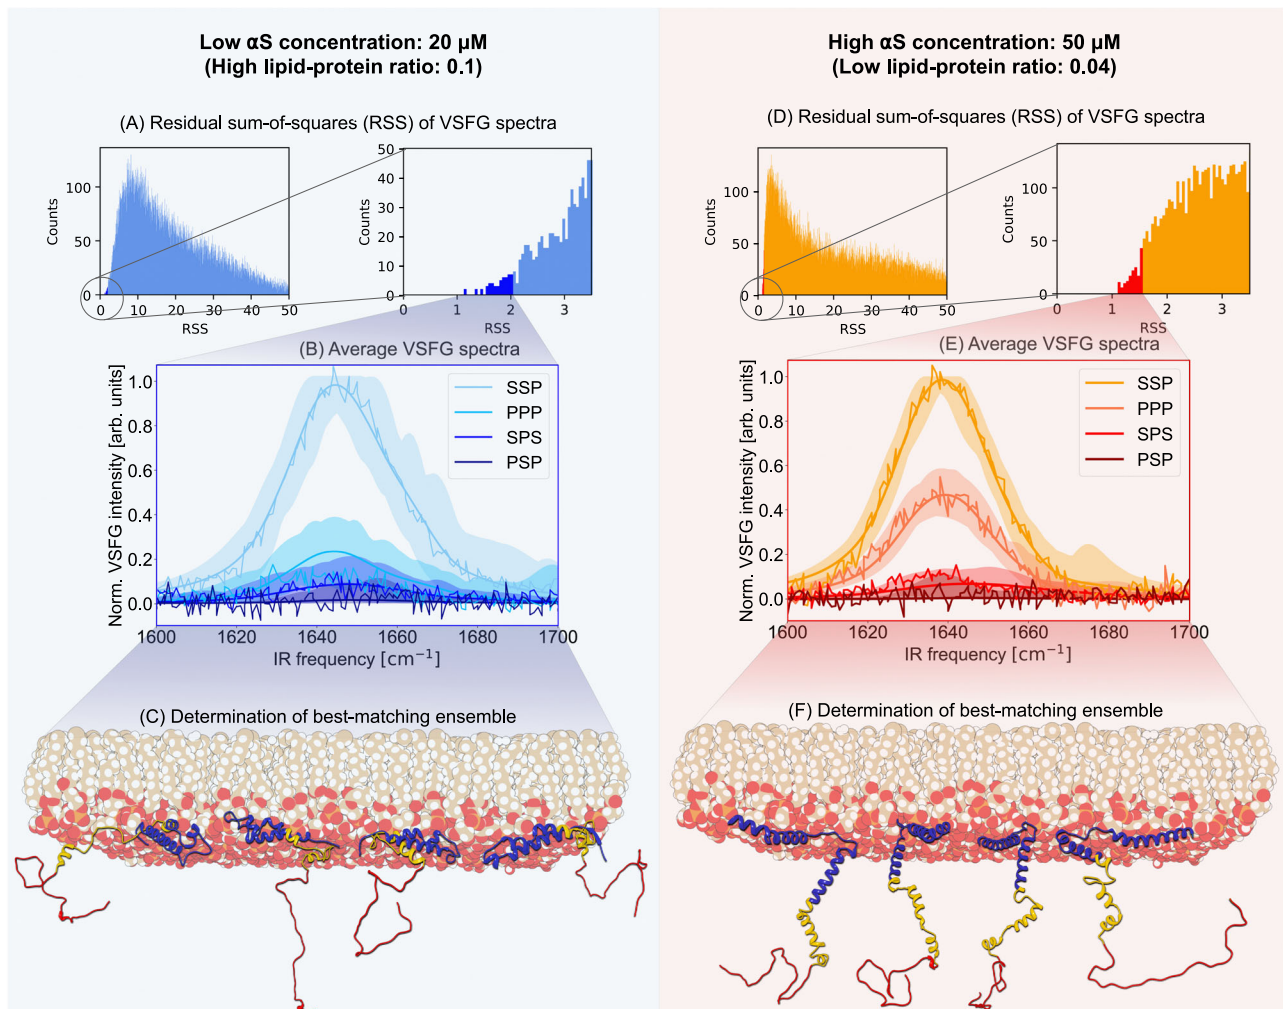 Low αS concentration: 20 μM
(High lipid-protein ratio: 0.1)
(A) Residual sum-of-squares (RSS) of VSFG spectra
Counts
100
50
0
0 10 20 30 40 50
RSS
Counts
50
40
30
20
10
0
0 1 2 3
RSS
(B) Average VSFG spectra
Norm. VSFG intensity [arb. units]
1.0
0.8
0.6
0.4
0.2
0.0
SSP
PPP
SPS
PSP
1600 1620 1640 1660 1680 1700
IR frequency [cm⁻¹]
(C) Determination of best-matching ensemble
High αS concentration: 50 μM
(Low lipid-protein ratio: 0.04)
(D) Residual sum-of-squares (RSS) of VSFG spectra
Counts
100
50
0
0 10 20 30 40 50
RSS
Counts
100
50
0
0 1 2 3
RSS
(E) Average VSFG spectra
Norm. VSFG intensity [arb. units]
1.0
0.8
0.6
0.4
0.2
0.0
SSP
PPP
SPS
PSP
1600 1620 1640 1660 1680 1700
IR frequency [cm⁻¹]
(F) Determination of best-matching ensemble